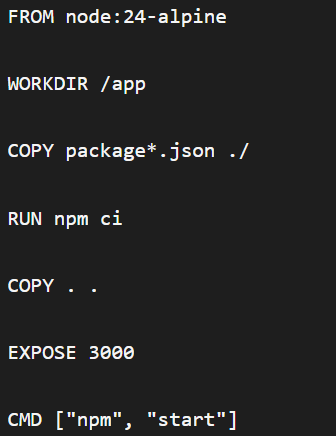 FROM node:24-alpine
WORKDIR /app
COPY package*.json ./
RUN npm ci
COPY . .
EXPOSE 3000
CMD ["npm", "start"]